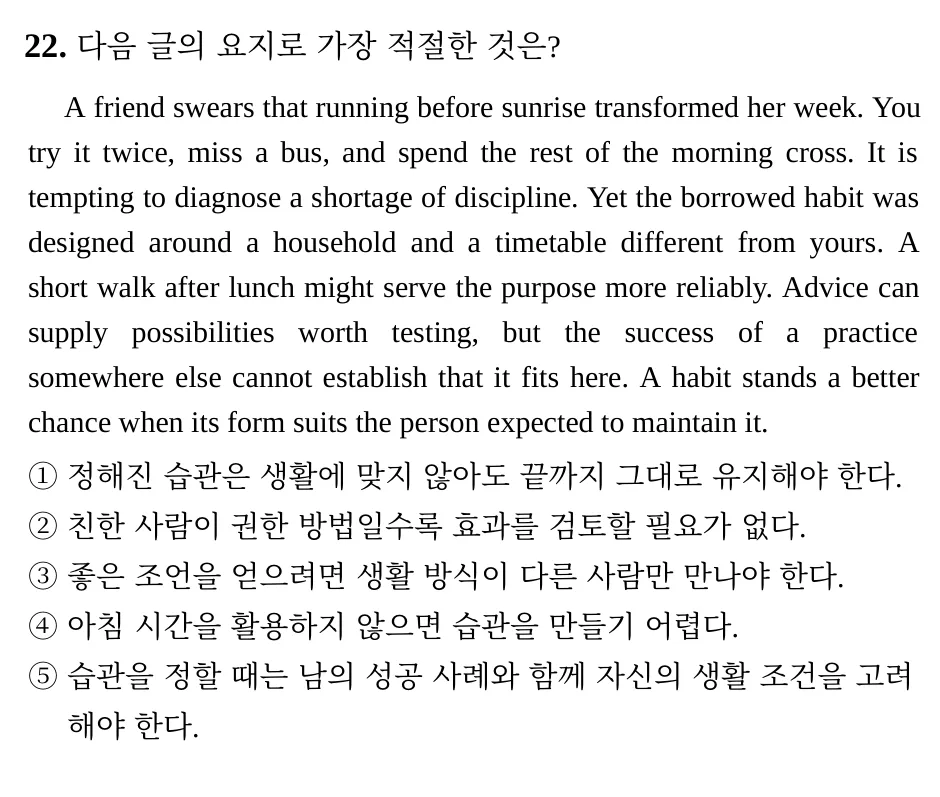 22. 다음 글의 요지로 가장 적절한 것은?
A friend swears that running before sunrise transformed her week. You
try it twice, miss a bus, and spend the rest of the morning cross. It is
tempting to diagnose a shortage of discipline. Yet the borrowed habit was
designed around a household and a timetable different from yours. A
short walk after lunch might serve the purpose more reliably. Advice can
supply possibilities worth testing, but the success of a practice
somewhere else cannot establish that it fits here. A habit stands a better
chance when its form suits the person expected to maintain it.
① 정해진 습관은 생활에 맞지 않아도 끝까지 그대로 유지해야 한다.
② 친한 사람이 권한 방법일수록 효과를 검토할 필요가 없다.
③ 좋은 조언을 얻으려면 생활 방식이 다른 사람만 만나야 한다.
④ 아침 시간을 활용하지 않으면 습관을 만들기 어렵다.
⑤ 습관을 정할 때는 남의 성공 사례와 함께 자신의 생활 조건을 고려
해야 한다.